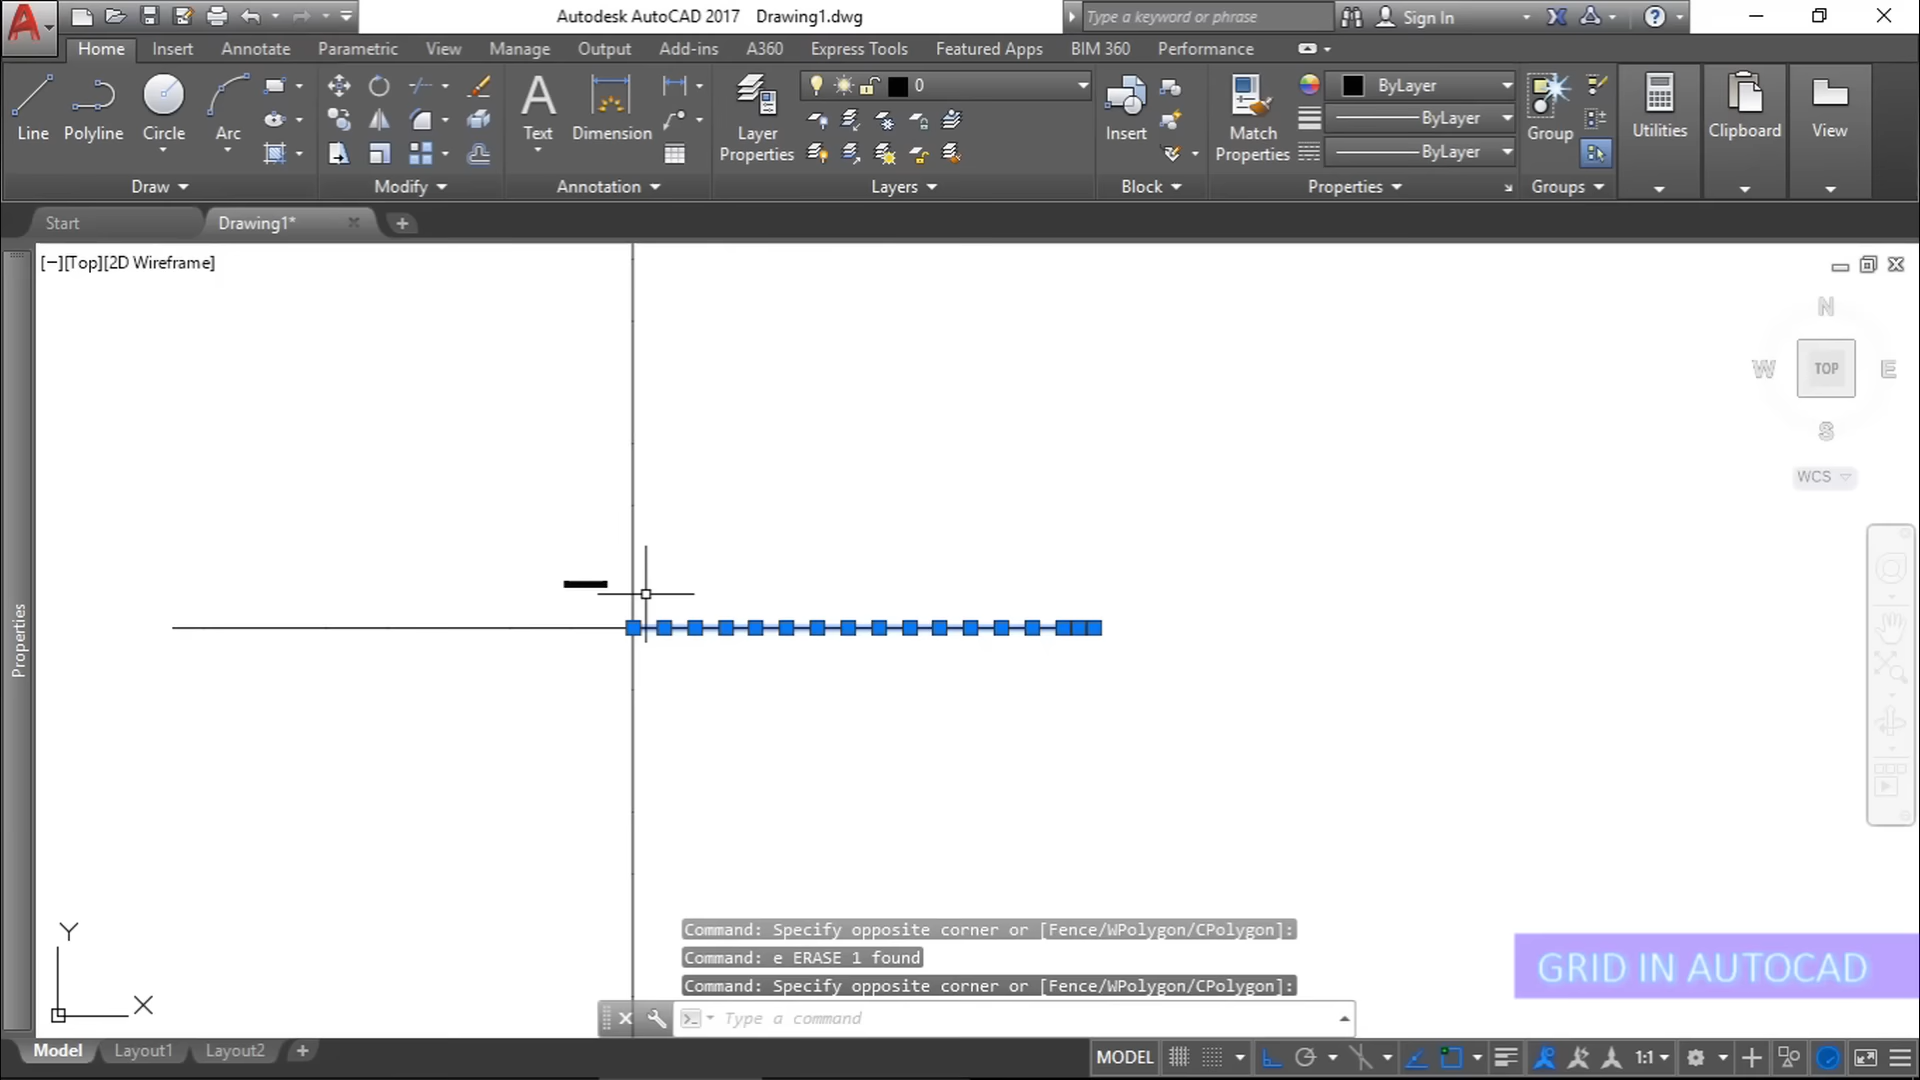 Autodesk AutoCAD 2017 Drawing1.dwg
Type a keyword or phrase
Sign In
Home Insert Annotate Parametric View Manage Output Add-ins A360 Express Tools Featured Apps BIM 360 Performance
0
ByLayer
ByLayer
ByLayer
Line Polyline Circle Arc
Text Dimension
Layer Properties
Insert
Match Properties
Group
Utilities
Clipboard
View
Draw Modify Annotation Layers Block Properties Groups
Start Drawing1*
[−][Top][2D Wireframe]
N
W TOP E
S
WCS
Properties
Y
X
Command: Specify opposite corner or [Fence/WPolygon/CPolygon]:
Command: e ERASE 1 found
Command: Specify opposite corner or [Fence/WPolygon/CPolygon]:
Type a command
GRID IN AUTOCAD
Model Layout1 Layout2
MODEL
1:1